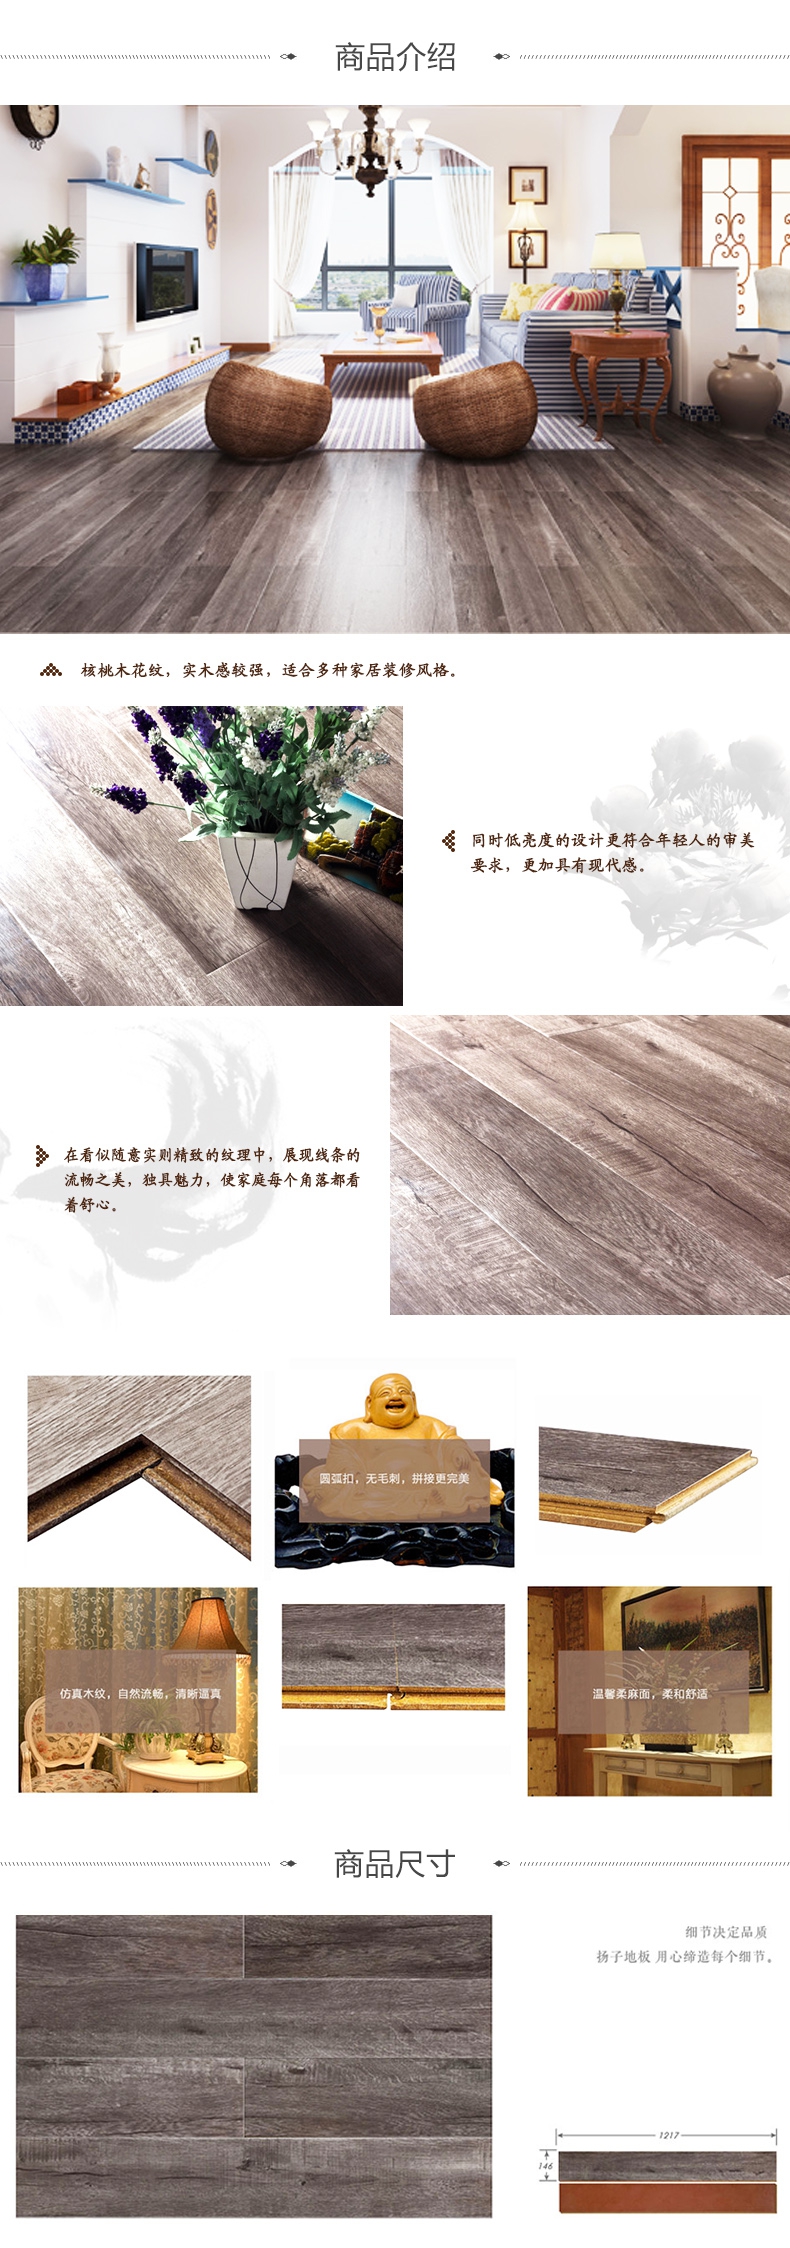 商品介绍
核桃木花纹，实木感较强，适合多种家居装修风格。
同时低亮度的设计更符合年轻人的审美
要求，更加具有现代感。
在看似随意实则精致的纹理中，展现线条的
流畅之美，独具魅力，使家庭每个角落都看
着舒心。
圆弧扣，无毛刺，拼接更完美
仿真木纹，自然流畅，清晰逼真
温馨柔麻面，柔和舒适
商品尺寸
细节决定品质
扬子地板 用心缔造每个细节。
1217
146